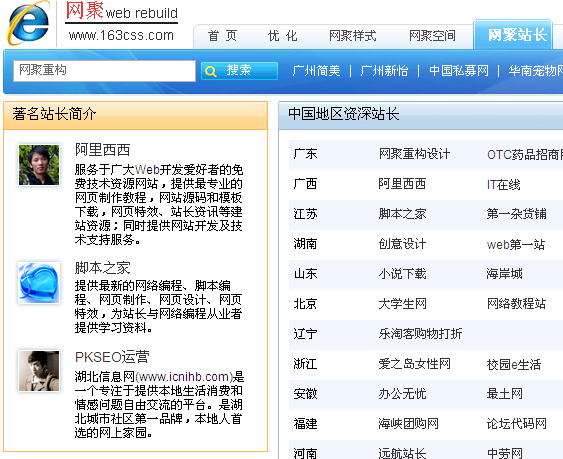 网聚web rebuild
www.163css.com
首 页 优 化 网聚样式 网聚空间 网聚站长
网聚重构 搜索 广州简美 | 广州新怡 | 中国私募网 | 华南宠物网
著名站长简介
阿里西西
服务于广大Web开发爱好者的免
费技术资源网站，提供最专业的
网页制作教程，网站源码和模板
下载，网页特效、站长资讯等建
站资源；同时提供网站开发及技
术支持服务。
脚本之家
提供最新的网络编程、脚本编
程、网页制作、网页设计、网页
特效，为站长与网络编程从业者
提供学习资料。
PKSEO运营
湖北信息网(www.icnihb.com)是
一个专注于提供本地生活消费和
情感问题自由交流的平台。是湖
北城市社区第一品牌，本地人首
选的网上家园。
中国地区资深站长
广东 网聚重构设计 OTC药品招商网
广西 阿里西西 IT在线
江苏 脚本之家 第一杂货铺
湖南 创意设计 web第一站
山东 小说下载 海岸城
北京 大学生网 网络教程站
辽宁 乐淘客购物打折
浙江 爱之岛女性网 校园e生活
安徽 办公无忧 最土网
福建 海峡团购网 论坛代码网
河南 远航站长 中劳网